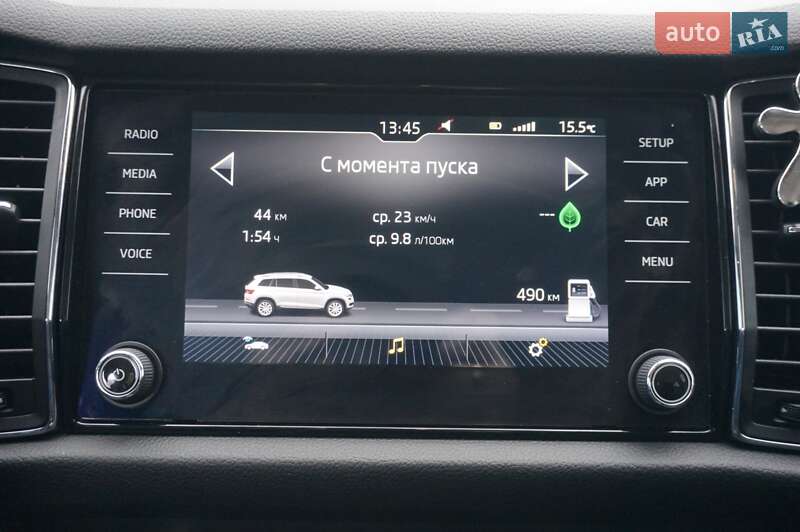 auto RIA
.com
RADIO
MEDIA
PHONE
VOICE
13:45 15.5°C
С момента пуска
44 км ср. 23 км/ч ---
1:54 ч ср. 9.8 л/100км
490 км
SETUP
APP
CAR
MENU